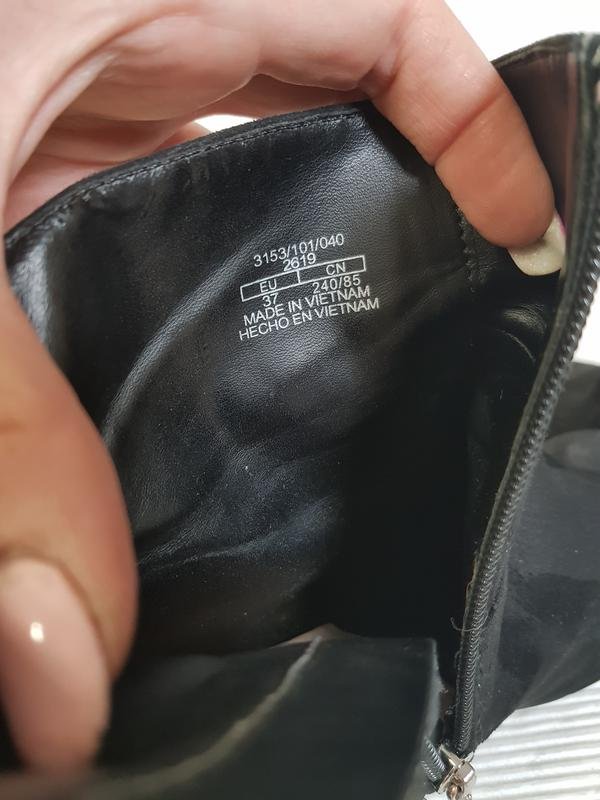 3153/101/040
2619
EU CN
37 240/85
MADE IN VIETNAM
HECHO EN VIETNAM